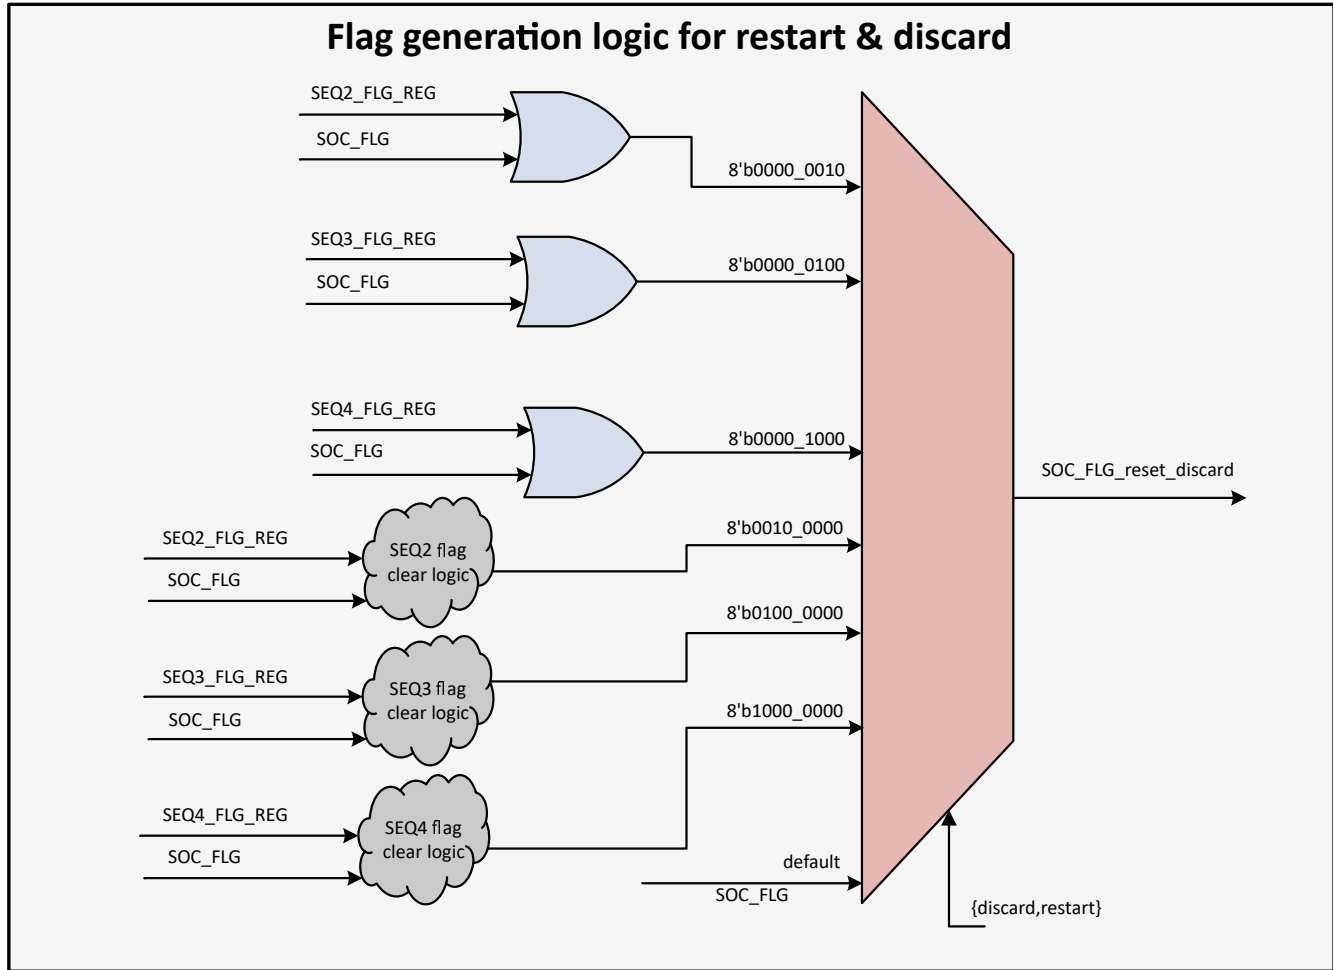 Flag generation logic for restart & discard
SEQ2_FLG_REG
SOC_FLG
8'b0000_0010
SEQ3_FLG_REG
SOC_FLG
8'b0000_0100
SEQ4_FLG_REG
SOC_FLG
8'b0000_1000
SOC_FLG_reset_discard
SEQ2_FLG_REG
SOC_FLG
SEQ2 flag
clear logic
8'b0010_0000
SEQ3_FLG_REG
SOC_FLG
SEQ3 flag
clear logic
8'b0100_0000
SEQ4_FLG_REG
SOC_FLG
SEQ4 flag
clear logic
8'b1000_0000
default
SOC_FLG
{discard,restart}